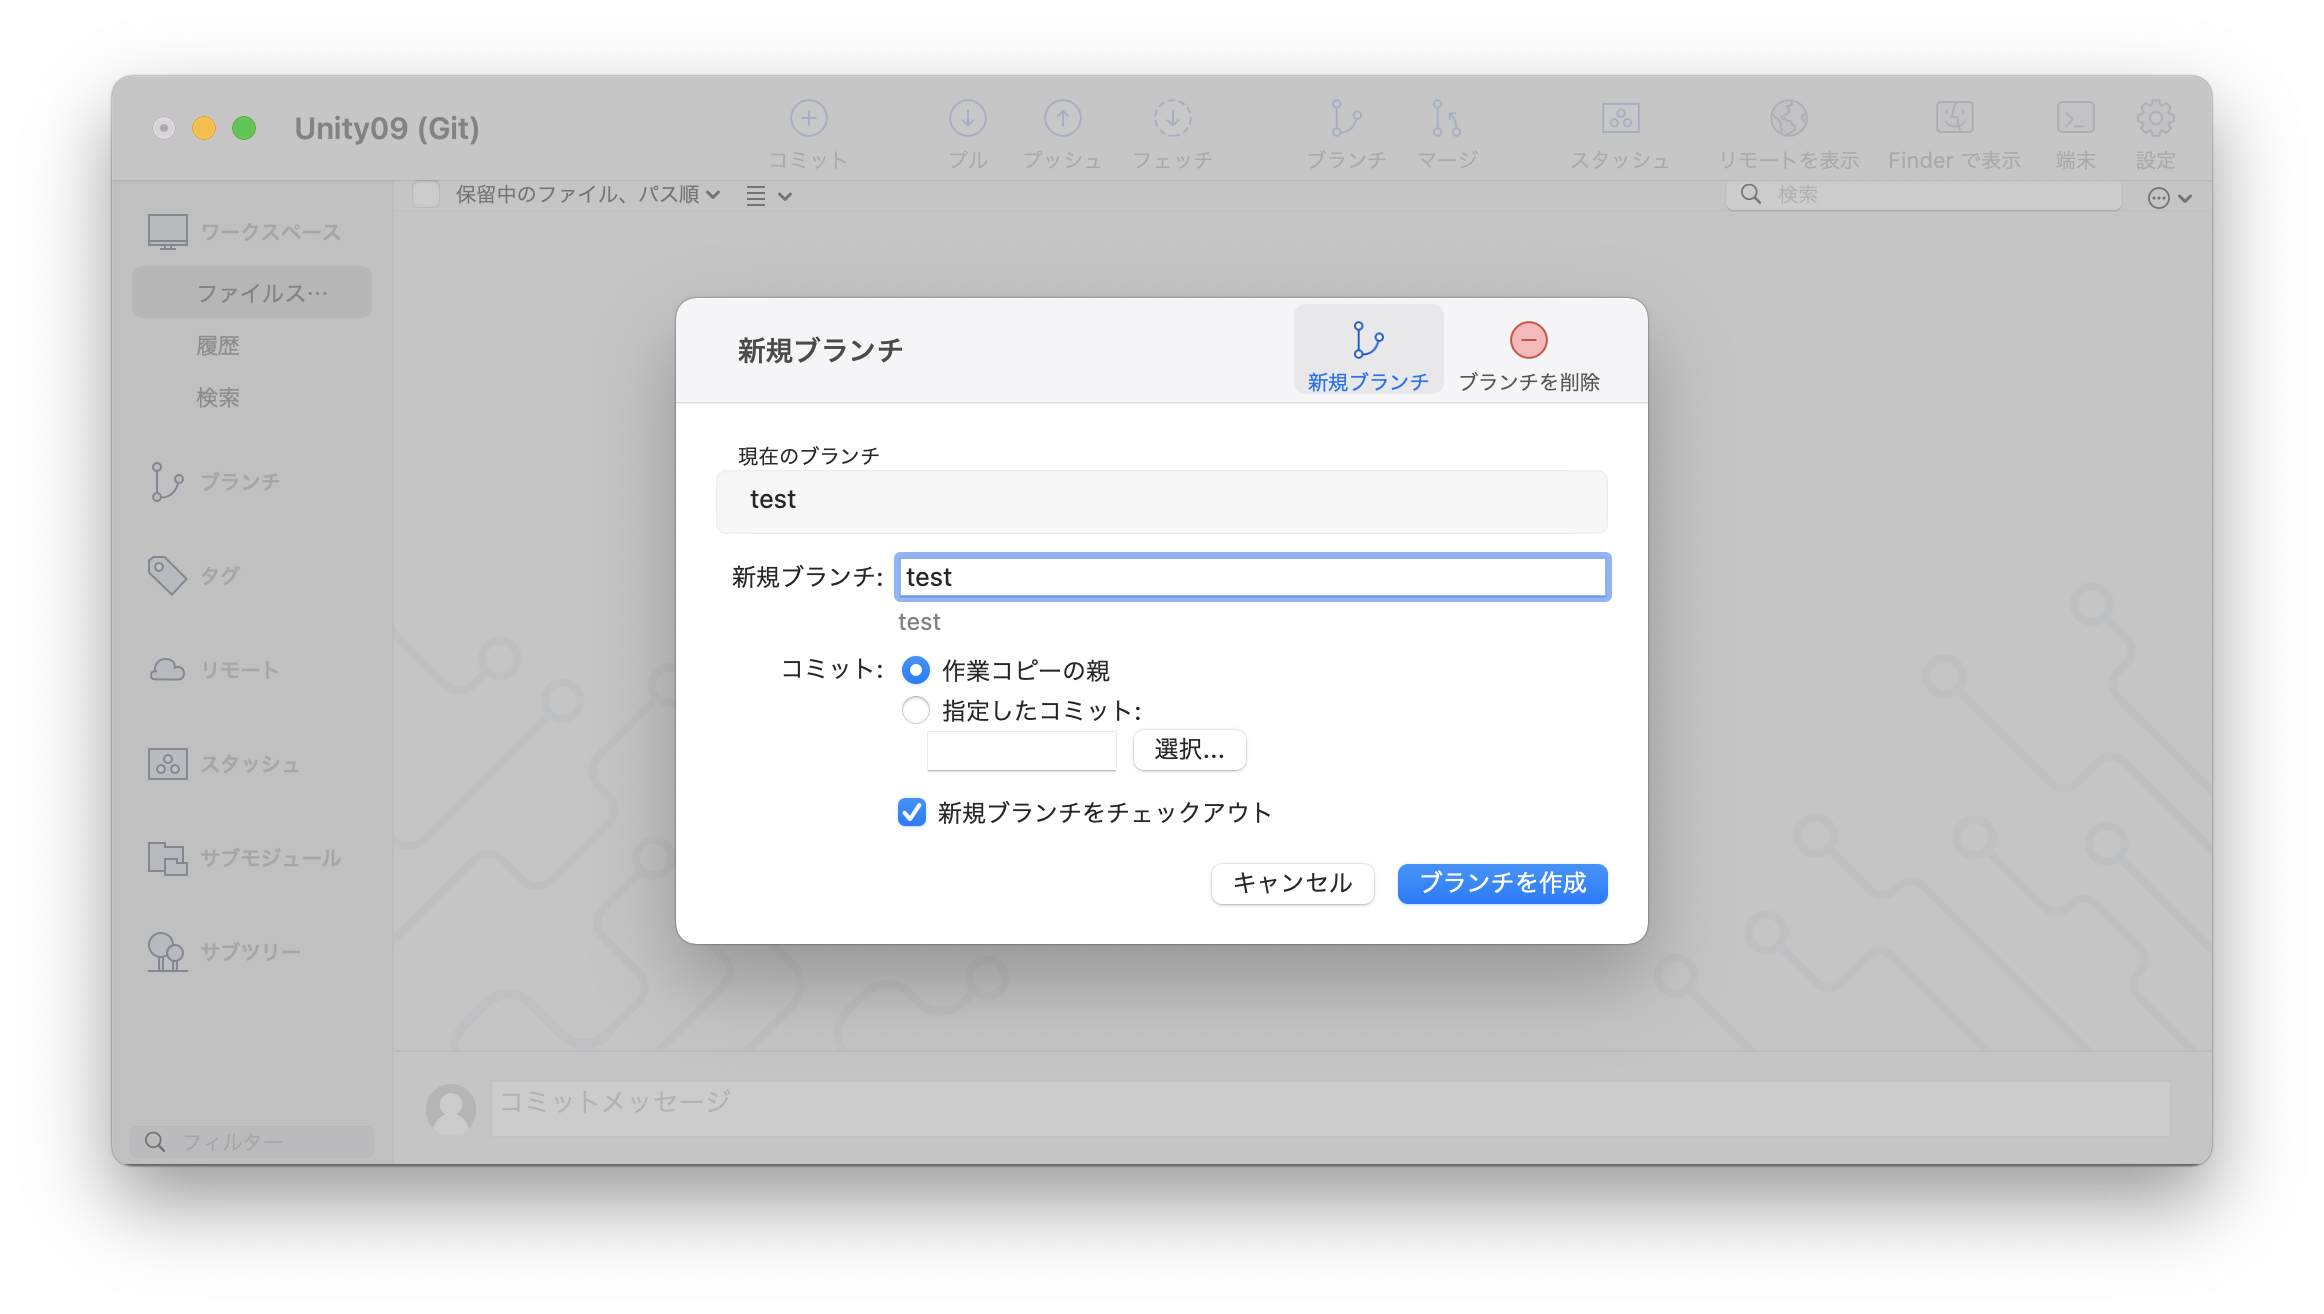 Unity09 (Git)
コミット
プル
プッシュ
フェッチ
ブランチ
マージ
スタッシュ
リモートを表示
Finder で表示
端末
設定
保留中のファイル、パス順
検索
ワークスペース
ファイルス…
履歴
検索
ブランチ
タグ
リモート
スタッシュ
サブモジュール
サブツリー
フィルター
新規ブランチ
新規ブランチ
ブランチを削除
現在のブランチ
test
新規ブランチ: test
test
コミット: 作業コピーの親
指定したコミット:
選択...
新規ブランチをチェックアウト
キャンセル
ブランチを作成
コミットメッセージ